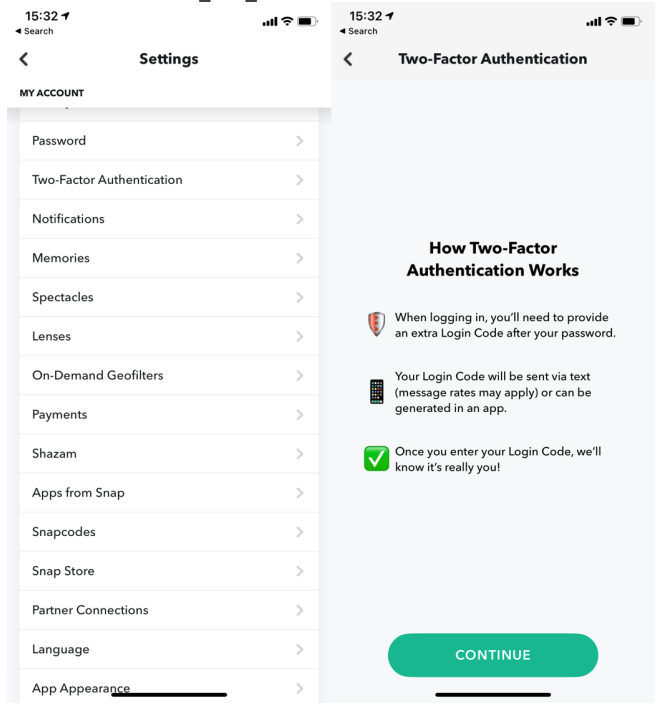 15:32
Search
Settings
MY ACCOUNT
Password
Two-Factor Authentication
Notifications
Memories
Spectacles
Lenses
On-Demand Geofilters
Payments
Shazam
Apps from Snap
Snapcodes
Snap Store
Partner Connections
Language
App Appearance
15:32
Search
Two-Factor Authentication
How Two-Factor
Authentication Works
When logging in, you'll need to provide
an extra Login Code after your password.
Your Login Code will be sent via text
(message rates may apply) or can be
generated in an app.
Once you enter your Login Code, we'll
know it's really you!
CONTINUE